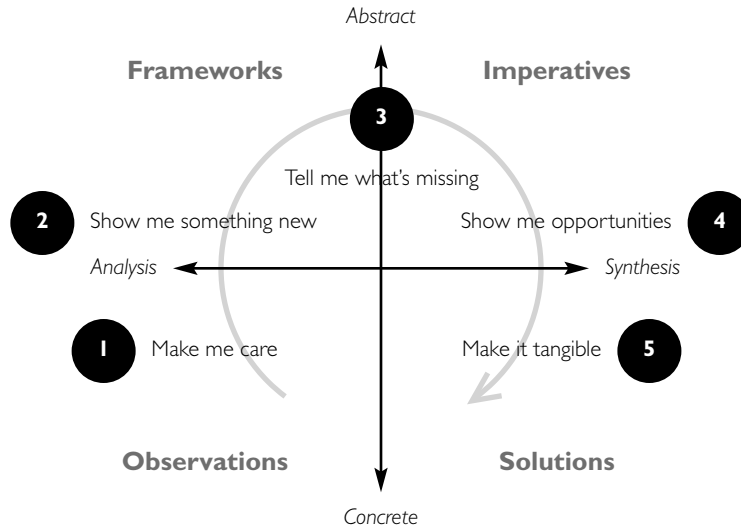 Abstract
Frameworks
Imperatives
3
Tell me what's missing
2
Show me something new
Show me opportunities
4
Analysis
Synthesis
1
Make me care
Make it tangible
5
Observations
Solutions
Concrete